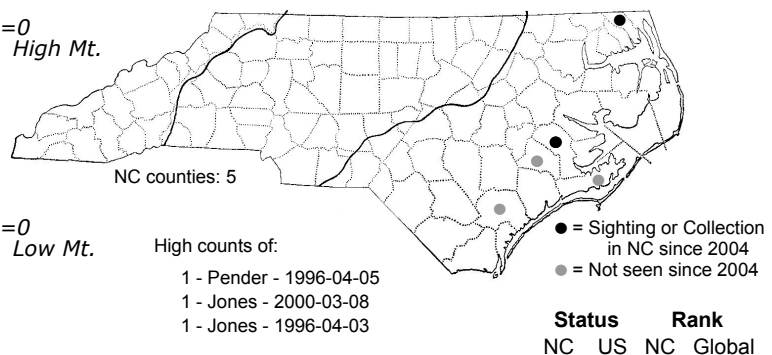 =0
High Mt.
NC counties: 5
=0
Low Mt.
High counts of:
1 - Pender - 1996-04-05
1 - Jones - 2000-03-08
1 - Jones - 1996-04-03
● = Sighting or Collection
in NC since 2004
● = Not seen since 2004
Status Rank
NC US NC Global